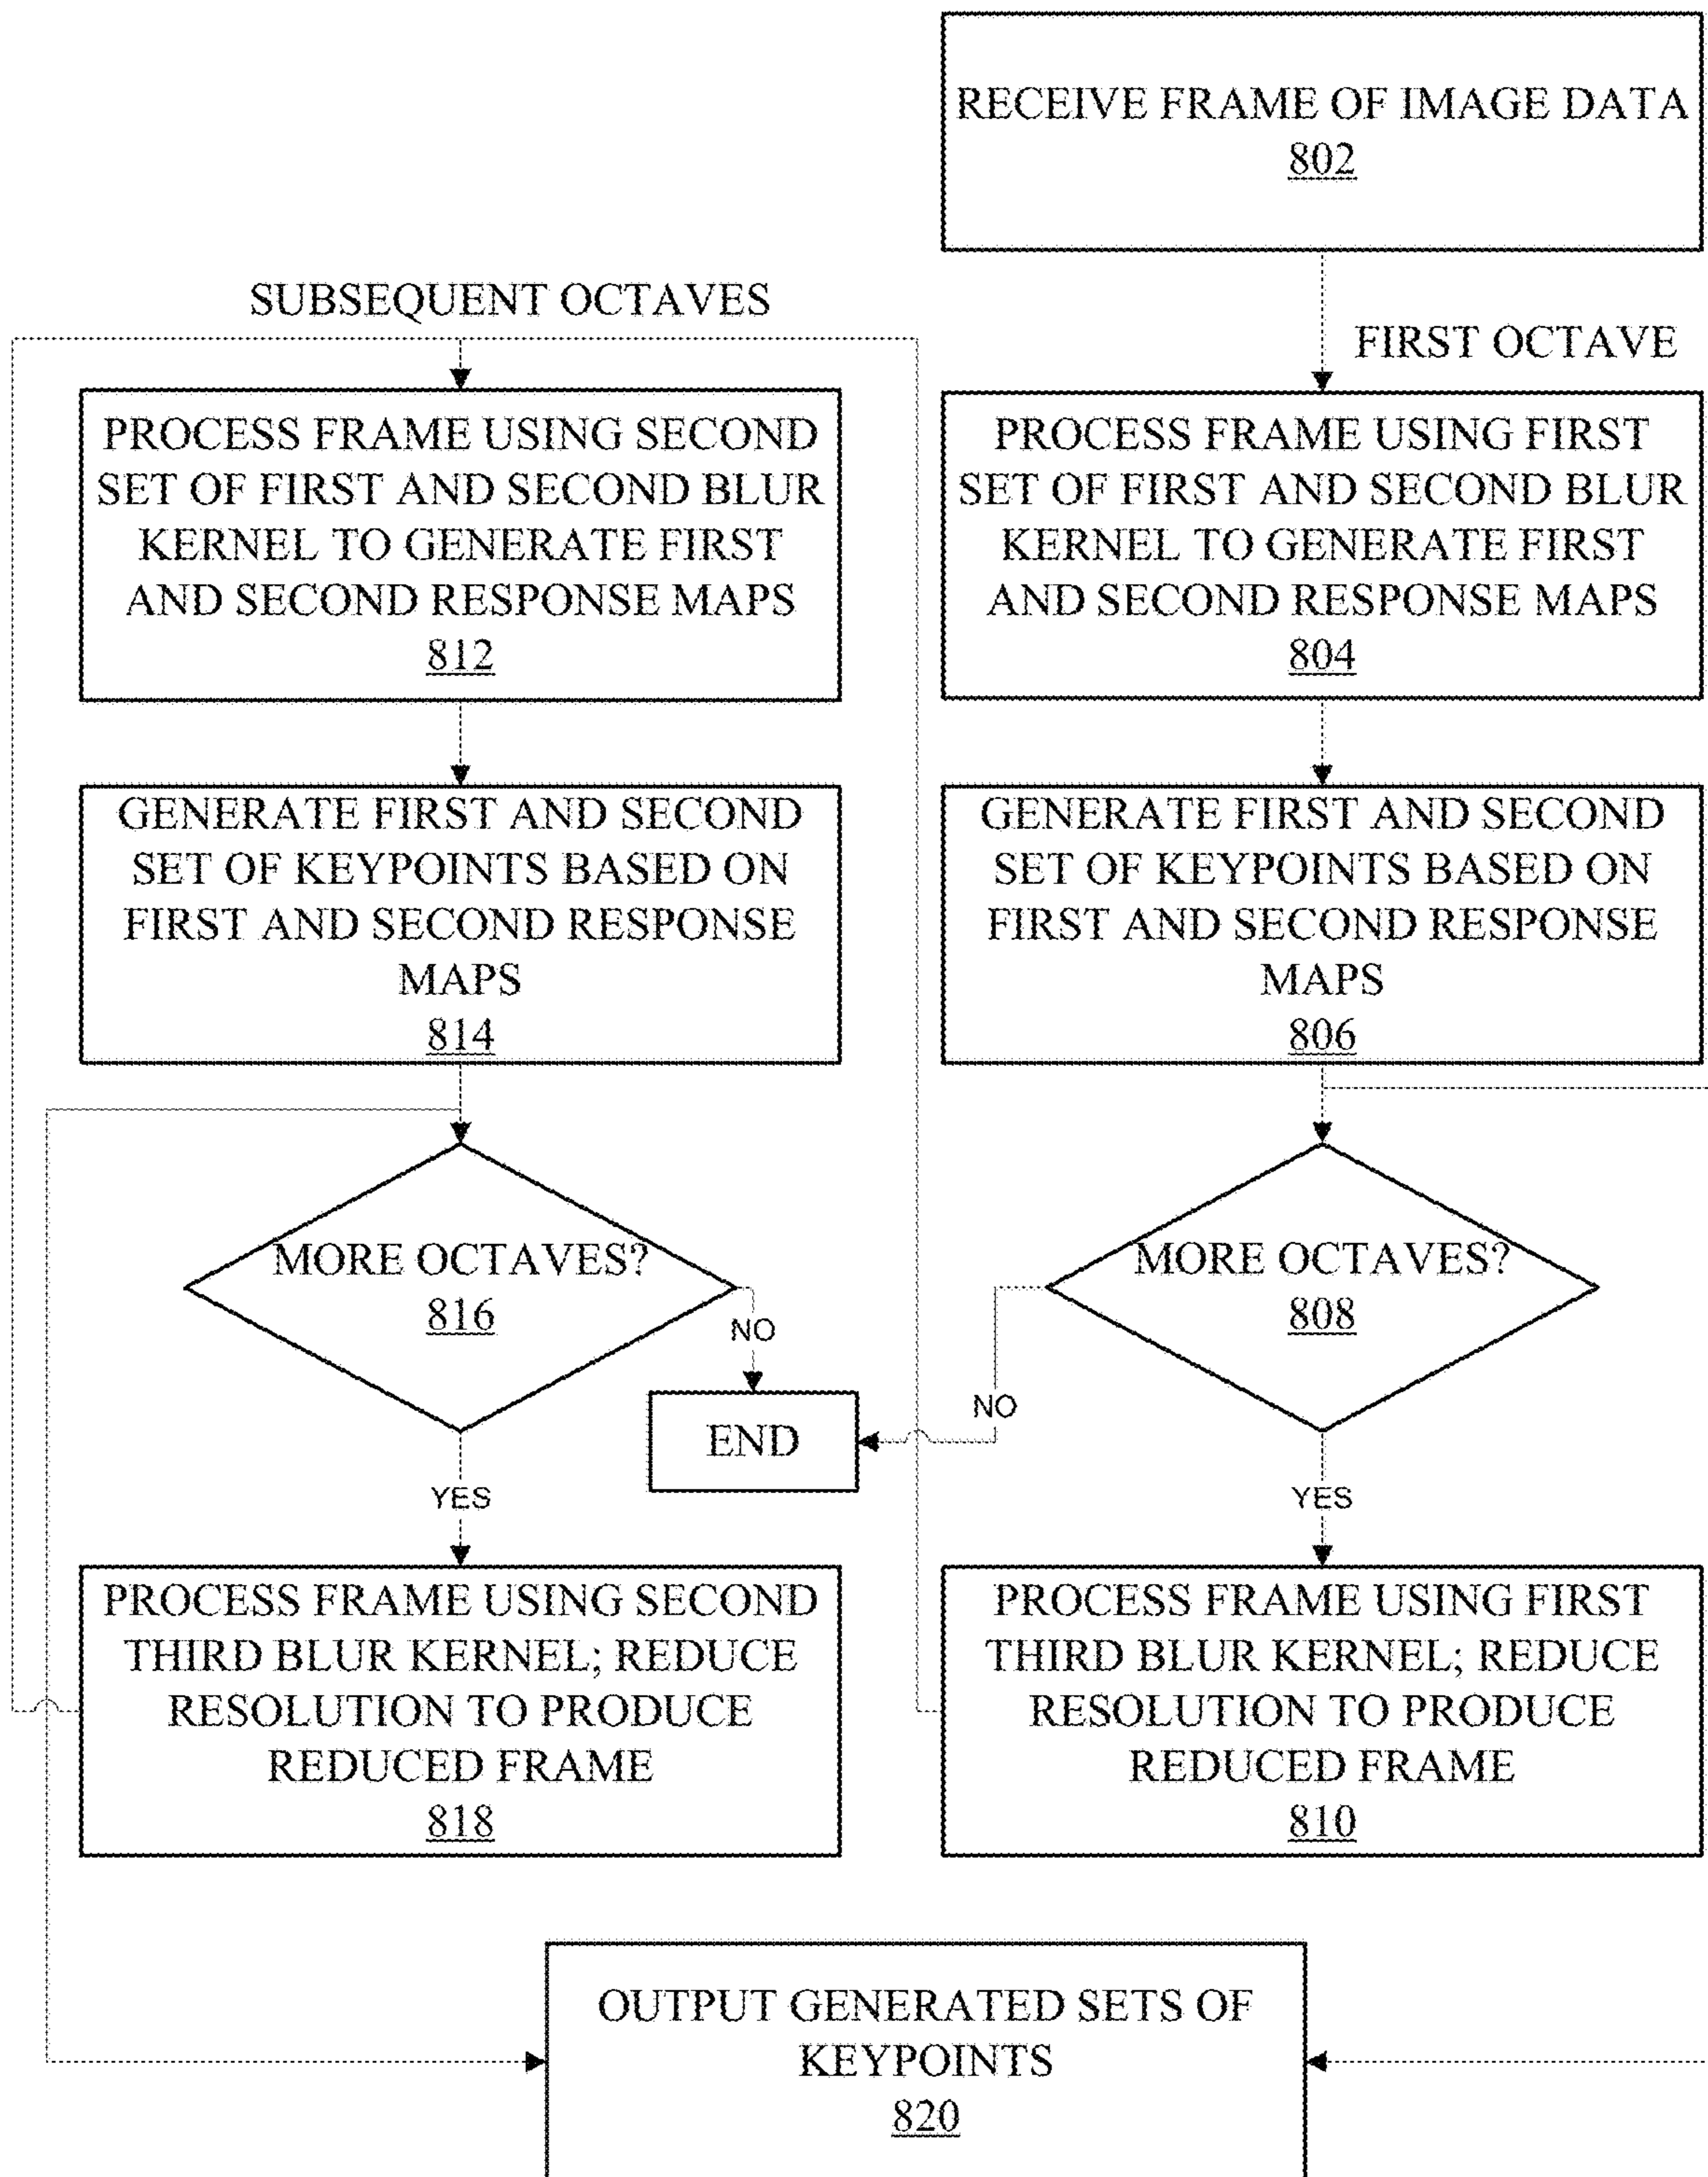 RECEIVE FRAME OF IMAGE DATA
802
SUBSEQUENT OCTAVES
FIRST OCTAVE
PROCESS FRAME USING SECOND
SET OF FIRST AND SECOND BLUR
KERNEL TO GENERATE FIRST
AND SECOND RESPONSE MAPS
812
PROCESS FRAME USING FIRST
SET OF FIRST AND SECOND BLUR
KERNEL TO GENERATE FIRST
AND SECOND RESPONSE MAPS
804
GENERATE FIRST AND SECOND
SET OF KEYPOINTS BASED ON
FIRST AND SECOND RESPONSE
MAPS
814
GENERATE FIRST AND SECOND
SET OF KEYPOINTS BASED ON
FIRST AND SECOND RESPONSE
MAPS
806
MORE OCTAVES?
816
NO
MORE OCTAVES?
808
NO
END
YES
YES
PROCESS FRAME USING SECOND
THIRD BLUR KERNEL; REDUCE
RESOLUTION TO PRODUCE
REDUCED FRAME
818
PROCESS FRAME USING FIRST
THIRD BLUR KERNEL; REDUCE
RESOLUTION TO PRODUCE
REDUCED FRAME
810
OUTPUT GENERATED SETS OF
KEYPOINTS
820